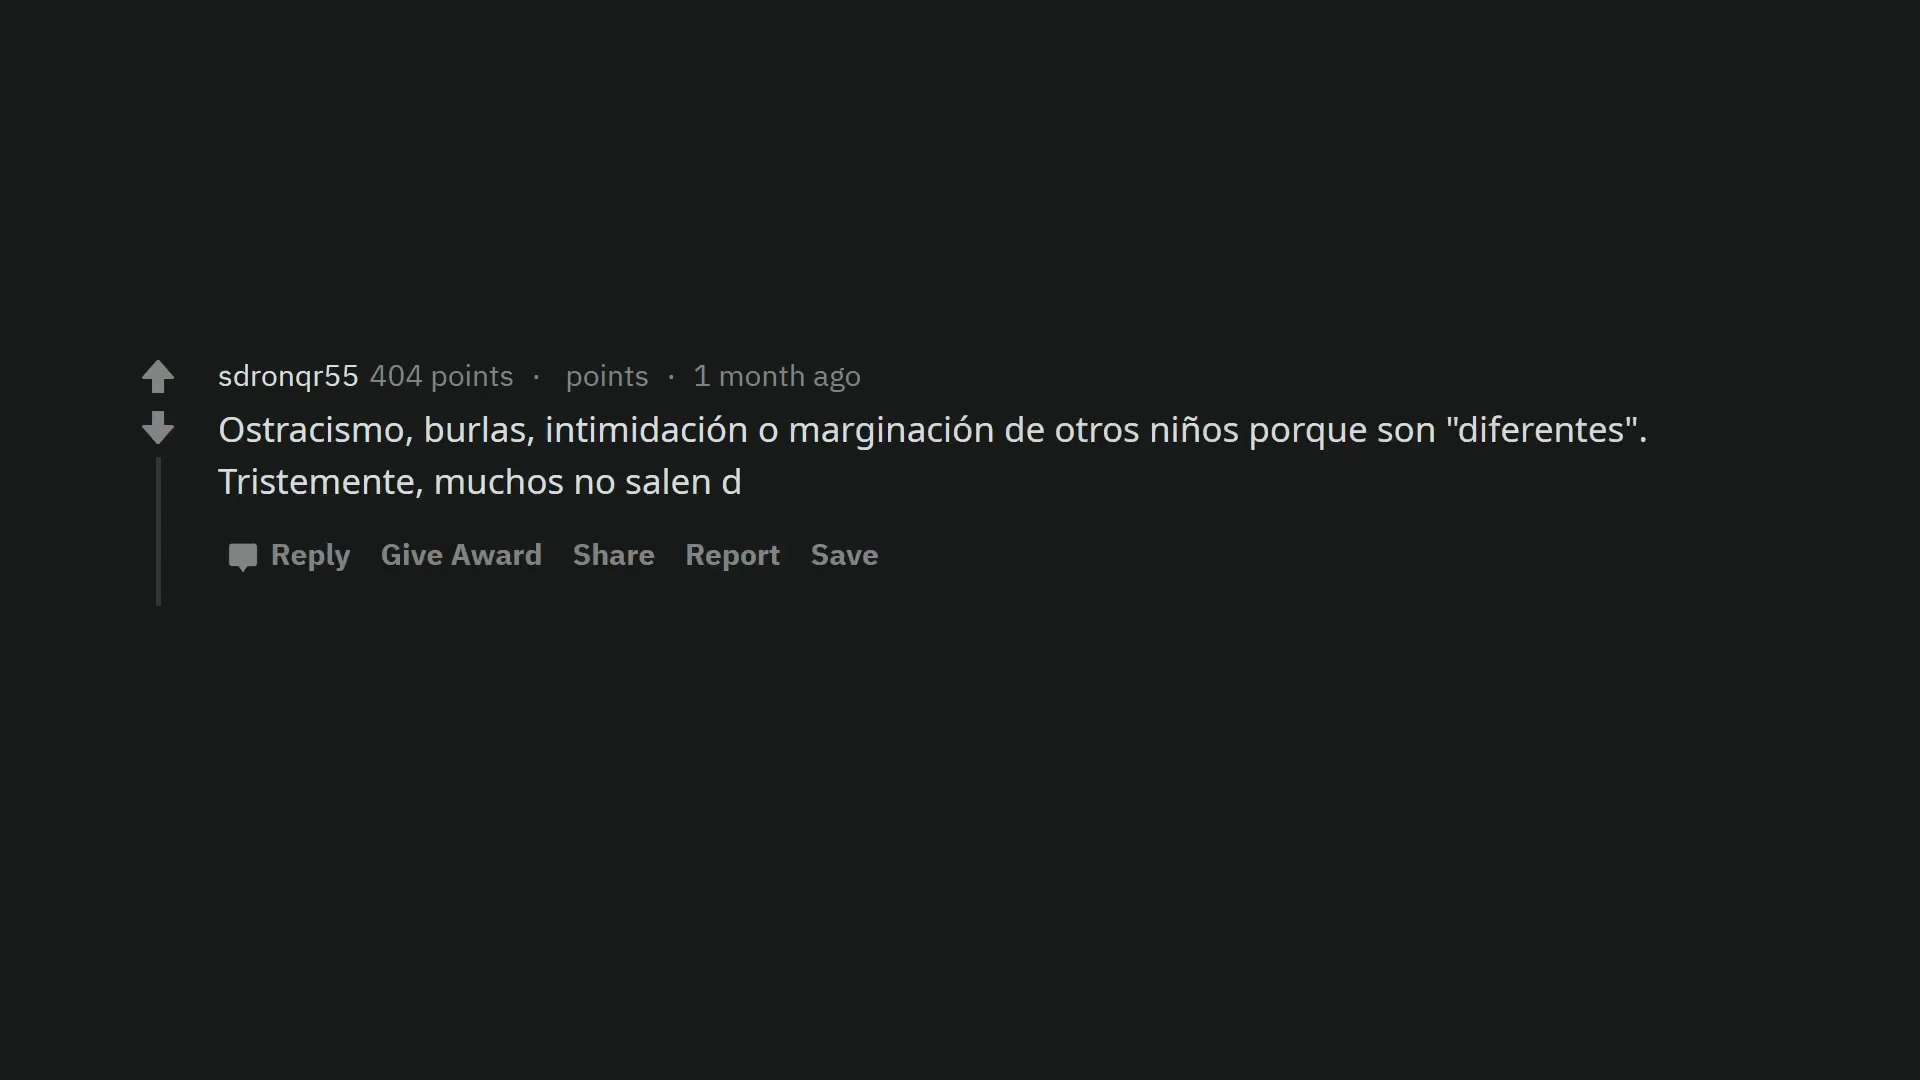 sdronqr55 404 points · points · 1 month ago
Ostracismo, burlas, intimidación o marginación de otros niños porque son "diferentes".
Tristemente, muchos no salen d
Reply Give Award Share Report Save